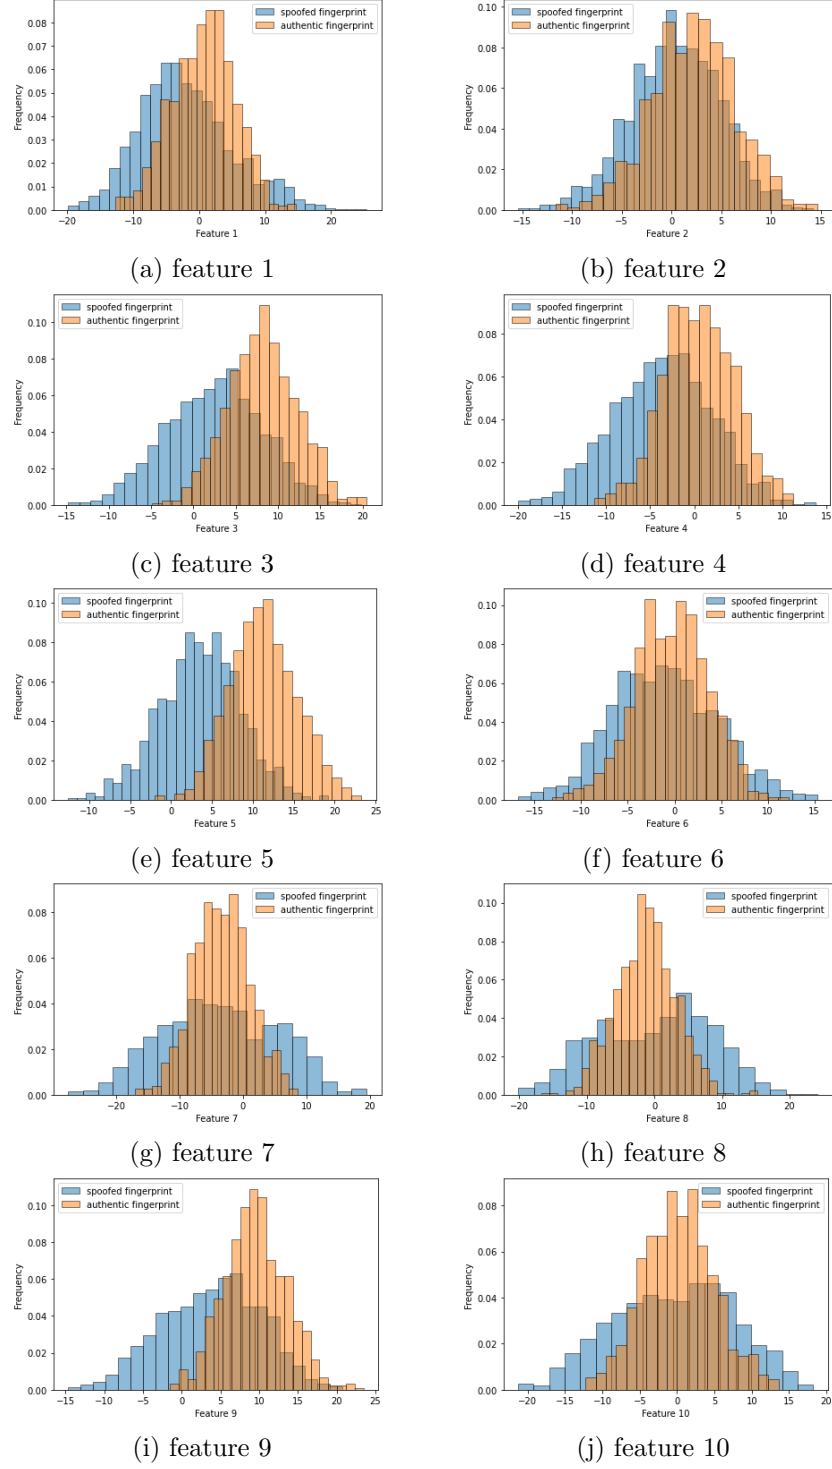 spoofed fingerprint
authentic fingerprint
Frequency
0.08
0.07
0.06
0.05
0.04
0.03
0.02
0.01
0.00
−20 −10 0 10 20
Feature 1
(a) feature 1
spoofed fingerprint
authentic fingerprint
Frequency
0.10
0.08
0.06
0.04
0.02
0.00
−15 −10 −5 0 5 10 15
Feature 2
(b) feature 2
spoofed fingerprint
authentic fingerprint
Frequency
0.10
0.08
0.06
0.04
0.02
0.00
−15 −10 −5 0 5 10 15 20
Feature 3
(c) feature 3
spoofed fingerprint
authentic fingerprint
Frequency
0.08
0.06
0.04
0.02
0.00
−20 −15 −10 −5 0 5 10 15
Feature 4
(d) feature 4
spoofed fingerprint
authentic fingerprint
Frequency
0.10
0.08
0.06
0.04
0.02
0.00
−10 −5 0 5 10 15 20 25
Feature 5
(e) feature 5
spoofed fingerprint
authentic fingerprint
Frequency
0.10
0.08
0.06
0.04
0.02
0.00
−15 −10 −5 0 5 10 15
Feature 6
(f) feature 6
spoofed fingerprint
authentic fingerprint
Frequency
0.08
0.06
0.04
0.02
0.00
−20 −10 0 10 20
Feature 7
(g) feature 7
spoofed fingerprint
authentic fingerprint
Frequency
0.10
0.08
0.06
0.04
0.02
0.00
−20 −10 0 10 20
Feature 8
(h) feature 8
spoofed fingerprint
authentic fingerprint
Frequency
0.10
0.08
0.06
0.04
0.02
0.00
−15 −10 −5 0 5 10 15 20 25
Feature 9
(i) feature 9
spoofed fingerprint
authentic fingerprint
Frequency
0.08
0.06
0.04
0.02
0.00
−20 −15 −10 −5 0 5 10 15 20
Feature 10
(j) feature 10